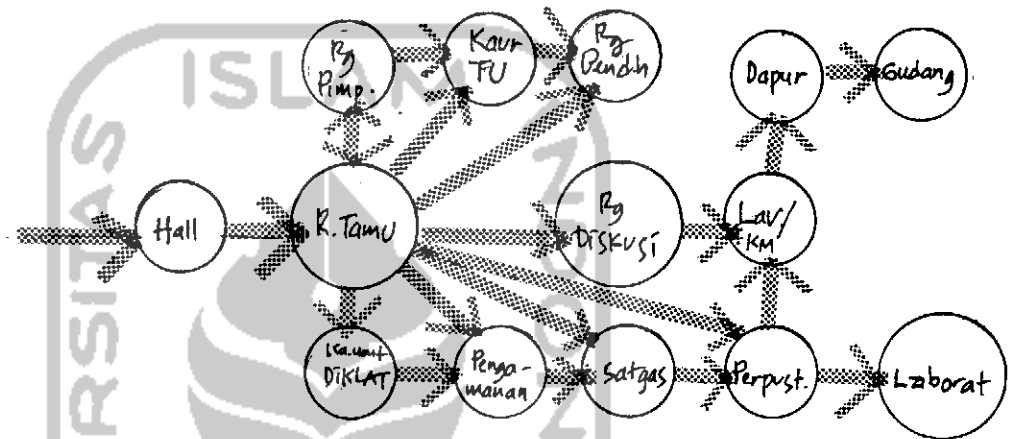 ISLAM
Rg
Pimp.
Kaur
TU
Rg
Dapur
Gudang
RSITAS
Hall
R. Tamu
Rg
DISKUSI
Lav/
KM
DIKLAT
Penga-
manan
Satgas
Perpust.
Laborat